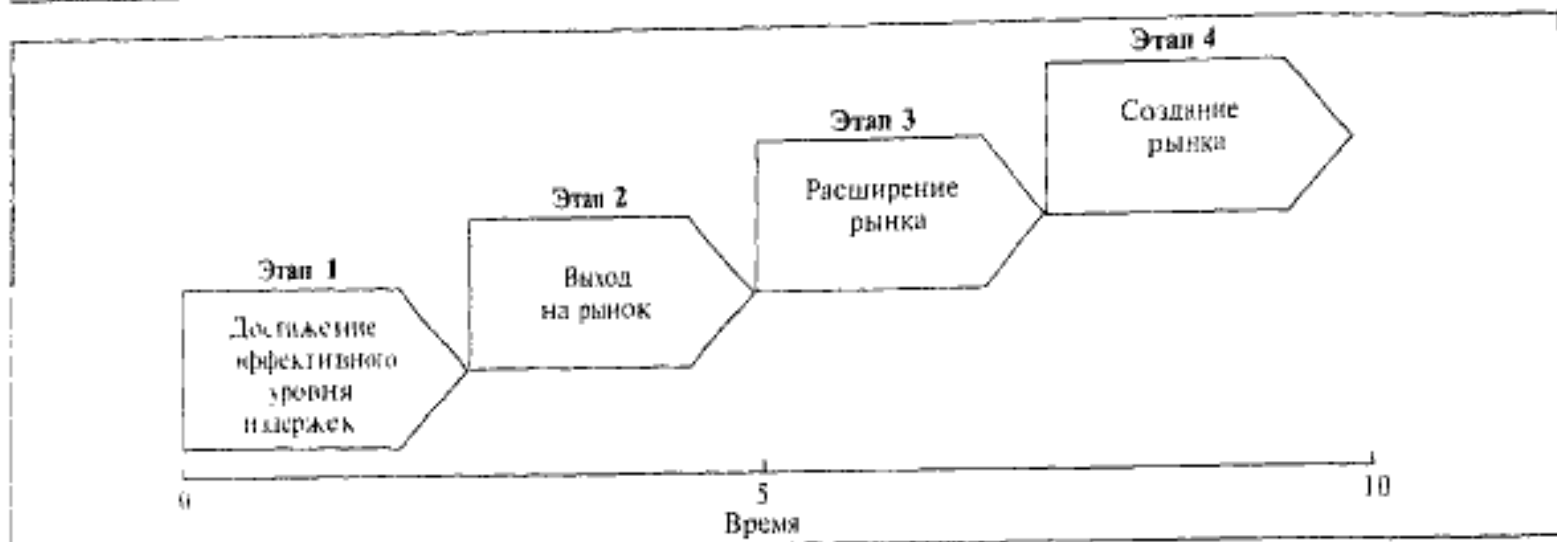 Этап 1
Достижение
эффективного
уровня
издержек
Этап 2
Выход
на рынок
Этап 3
Расширение
рынка
Этап 4
Создание
рынка
0
5
10
Время